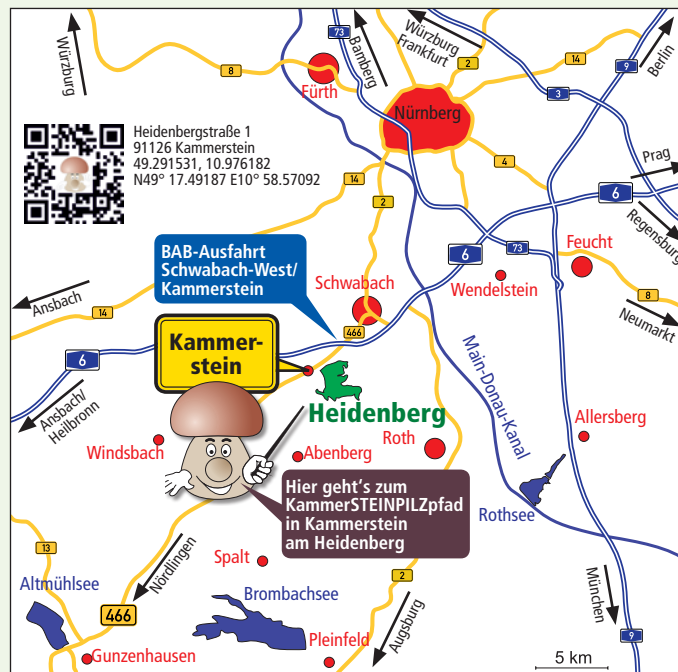 Würzburg
8
Fürth
73
Bamberg
Würzburg
Frankfurt
2
14
9
Berlin
3
Nürnberg
Heidenbergstraße 1
91126 Kammerstein
49.291531, 10.976182
N49° 17.49187 E10° 58.57092
14
2
4
Prag
6
Regensburg
BAB-Ausfahrt
Schwabach-West/
Kammerstein
6
73
Feucht
Wendelstein
8
Neumarkt
Ansbach
14
Schwabach
466
Kammer-
stein
6
Ansbach/
Heilbronn
Heidenberg
Main-Donau-Kanal
Windsbach
Abenberg
Roth
Allersberg
Hier geht's zum
KammerSTEINPILZpfad
in Kammerstein
am Heidenberg
Rothsee
13
Nördlingen
Spalt
2
Altmühlsee
Brombachsee
Augsburg
München
466
Gunzenhausen
Pleinfeld
9
5 km